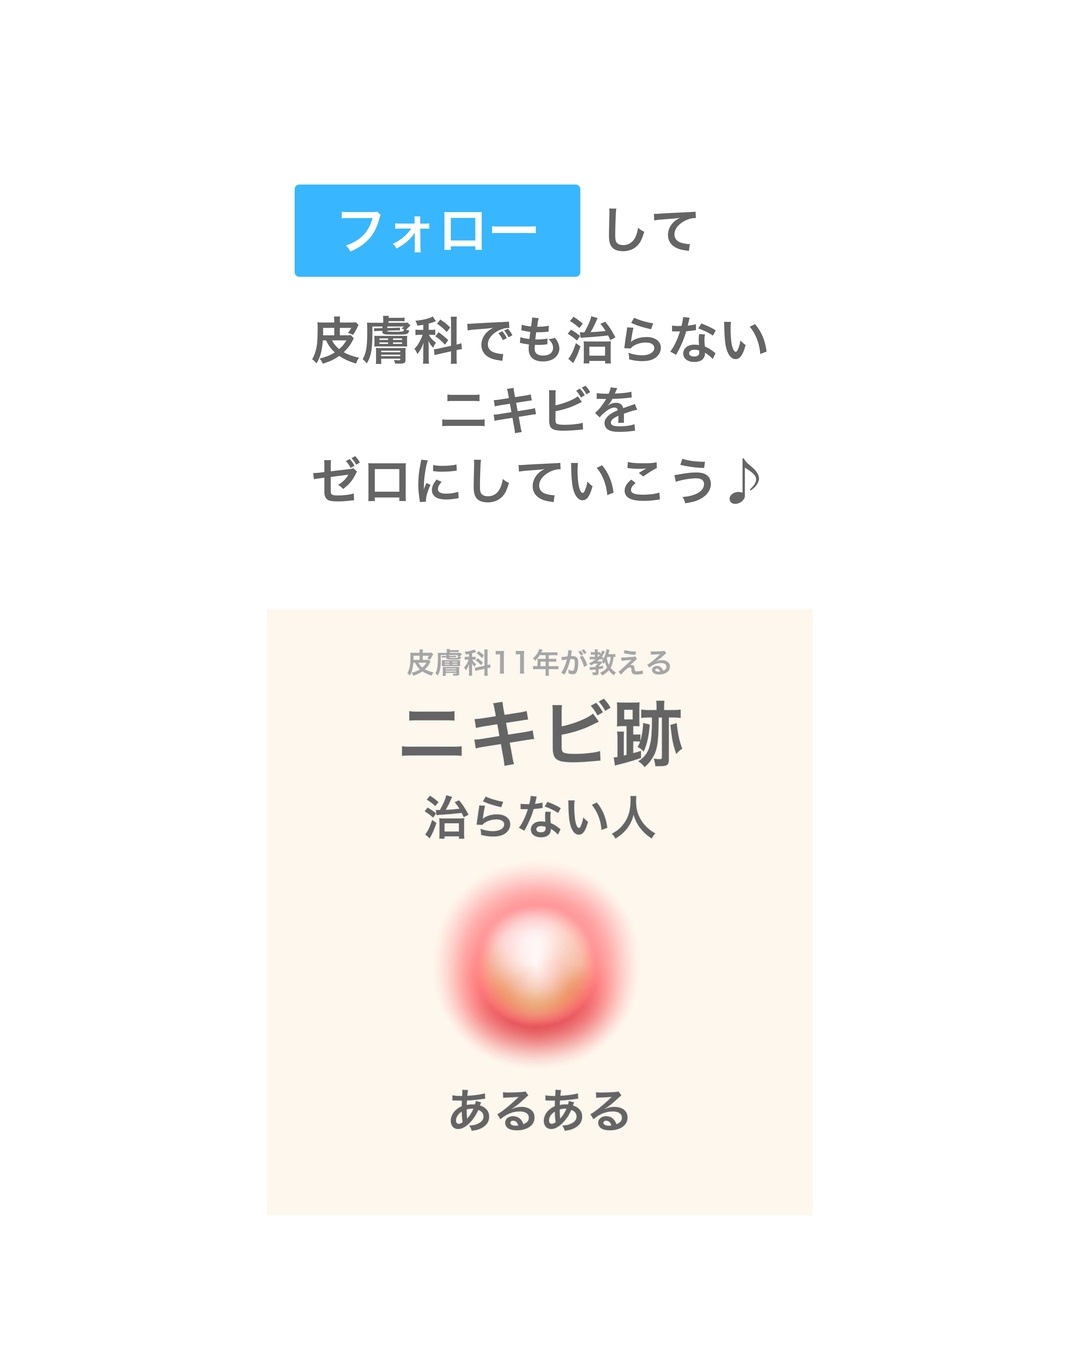 フォロー して
皮膚科でも治らない
ニキビを
ゼロにしていこう♪
皮膚科11年が教える
ニキビ跡
治らない人
あるある